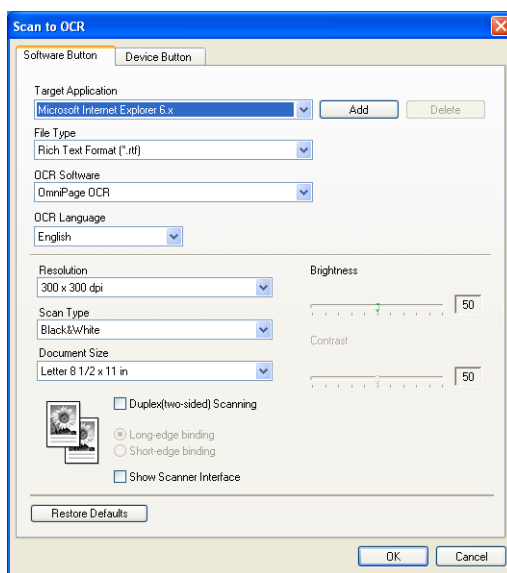 Scan to OCR
Software Button Device Button
Target Application
Microsoft Internet Explorer 6.x Add Delete
File Type
Rich Text Format (*.rtf)
OCR Software
OmniPage OCR
OCR Language
English
Resolution Brightness
300 x 300 dpi 50
Scan Type
Black&White Contrast
Document Size
Letter 8 1/2 x 11 in 50
Duplex(two-sided) Scanning
Long-edge binding
Short-edge binding
Show Scanner Interface
Restore Defaults
OK Cancel